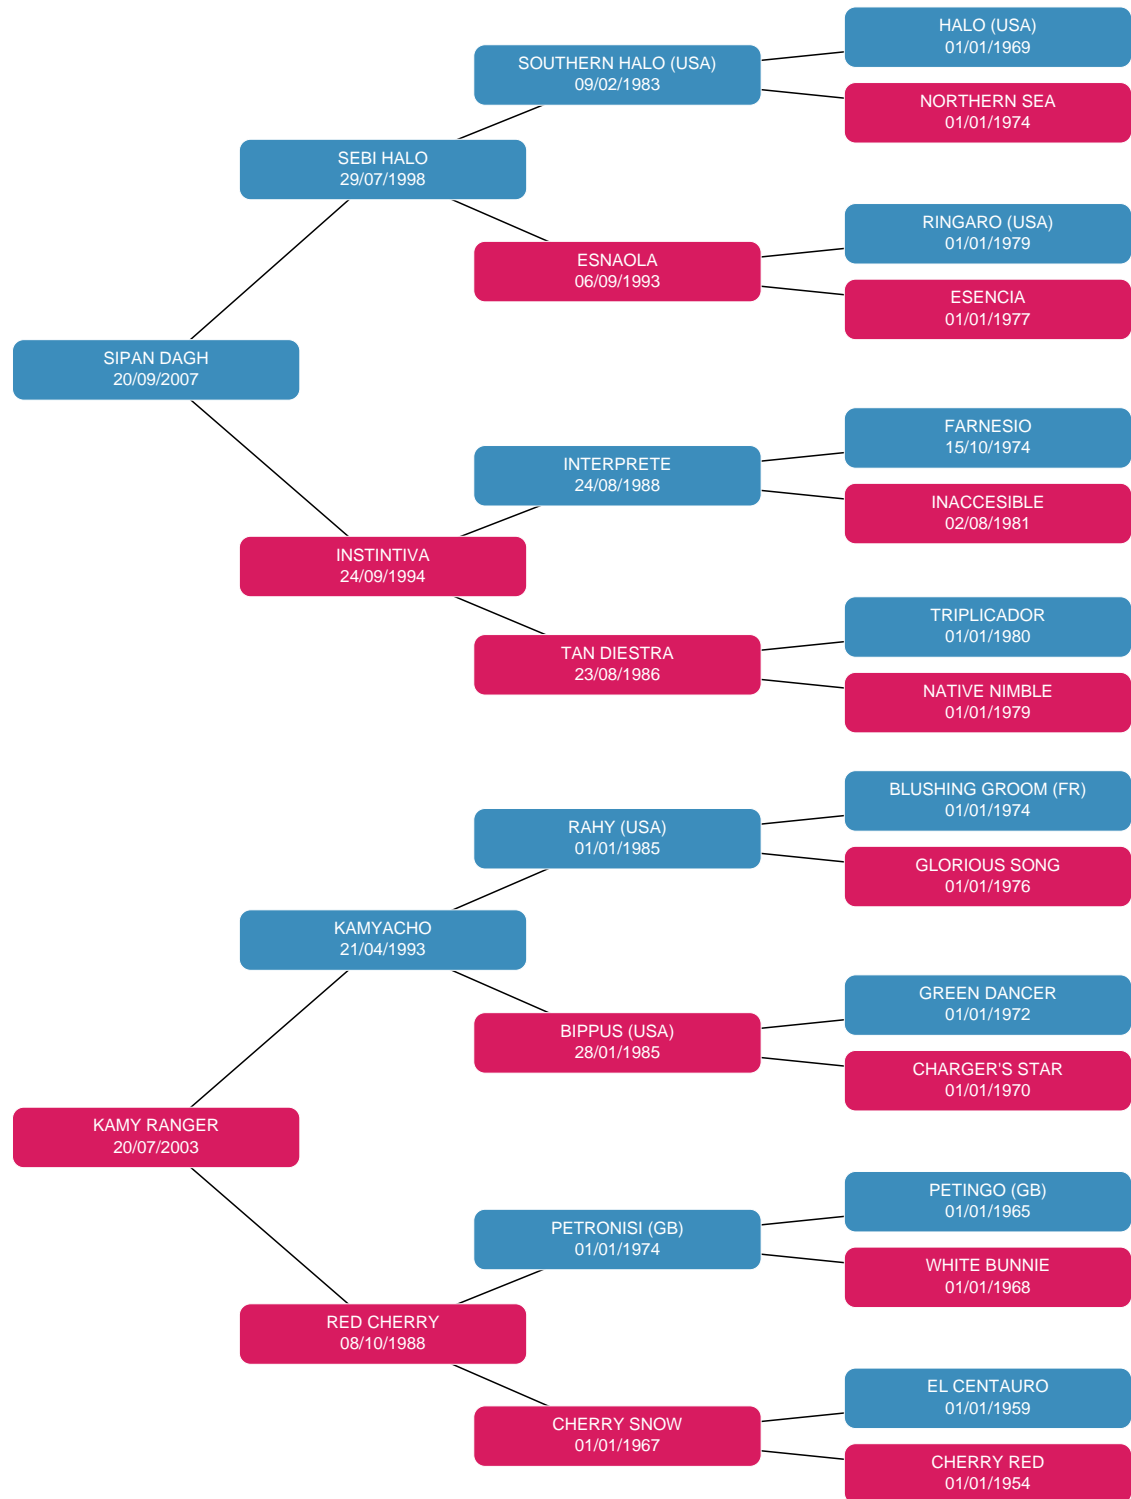 HALO (USA)
01/01/1969
SOUTHERN HALO (USA)
09/02/1983
NORTHERN SEA
01/01/1974
SEBI HALO
29/07/1998
RINGARO (USA)
01/01/1979
ESNAOLA
06/09/1993
ESENCIA
01/01/1977
SIPAN DAGH
20/09/2007
FARNESIO
15/10/1974
INTERPRETE
24/08/1988
INACCESIBLE
02/08/1981
INSTINTIVA
24/09/1994
TRIPLICADOR
01/01/1980
TAN DIESTRA
23/08/1986
NATIVE NIMBLE
01/01/1979
BLUSHING GROOM (FR)
01/01/1974
RAHY (USA)
01/01/1985
GLORIOUS SONG
01/01/1976
KAMYACHO
21/04/1993
GREEN DANCER
01/01/1972
BIPPUS (USA)
28/01/1985
CHARGER'S STAR
01/01/1970
KAMY RANGER
20/07/2003
PETINGO (GB)
01/01/1965
PETRONISI (GB)
01/01/1974
WHITE BUNNIE
01/01/1968
RED CHERRY
08/10/1988
EL CENTAURO
01/01/1959
CHERRY SNOW
01/01/1967
CHERRY RED
01/01/1954